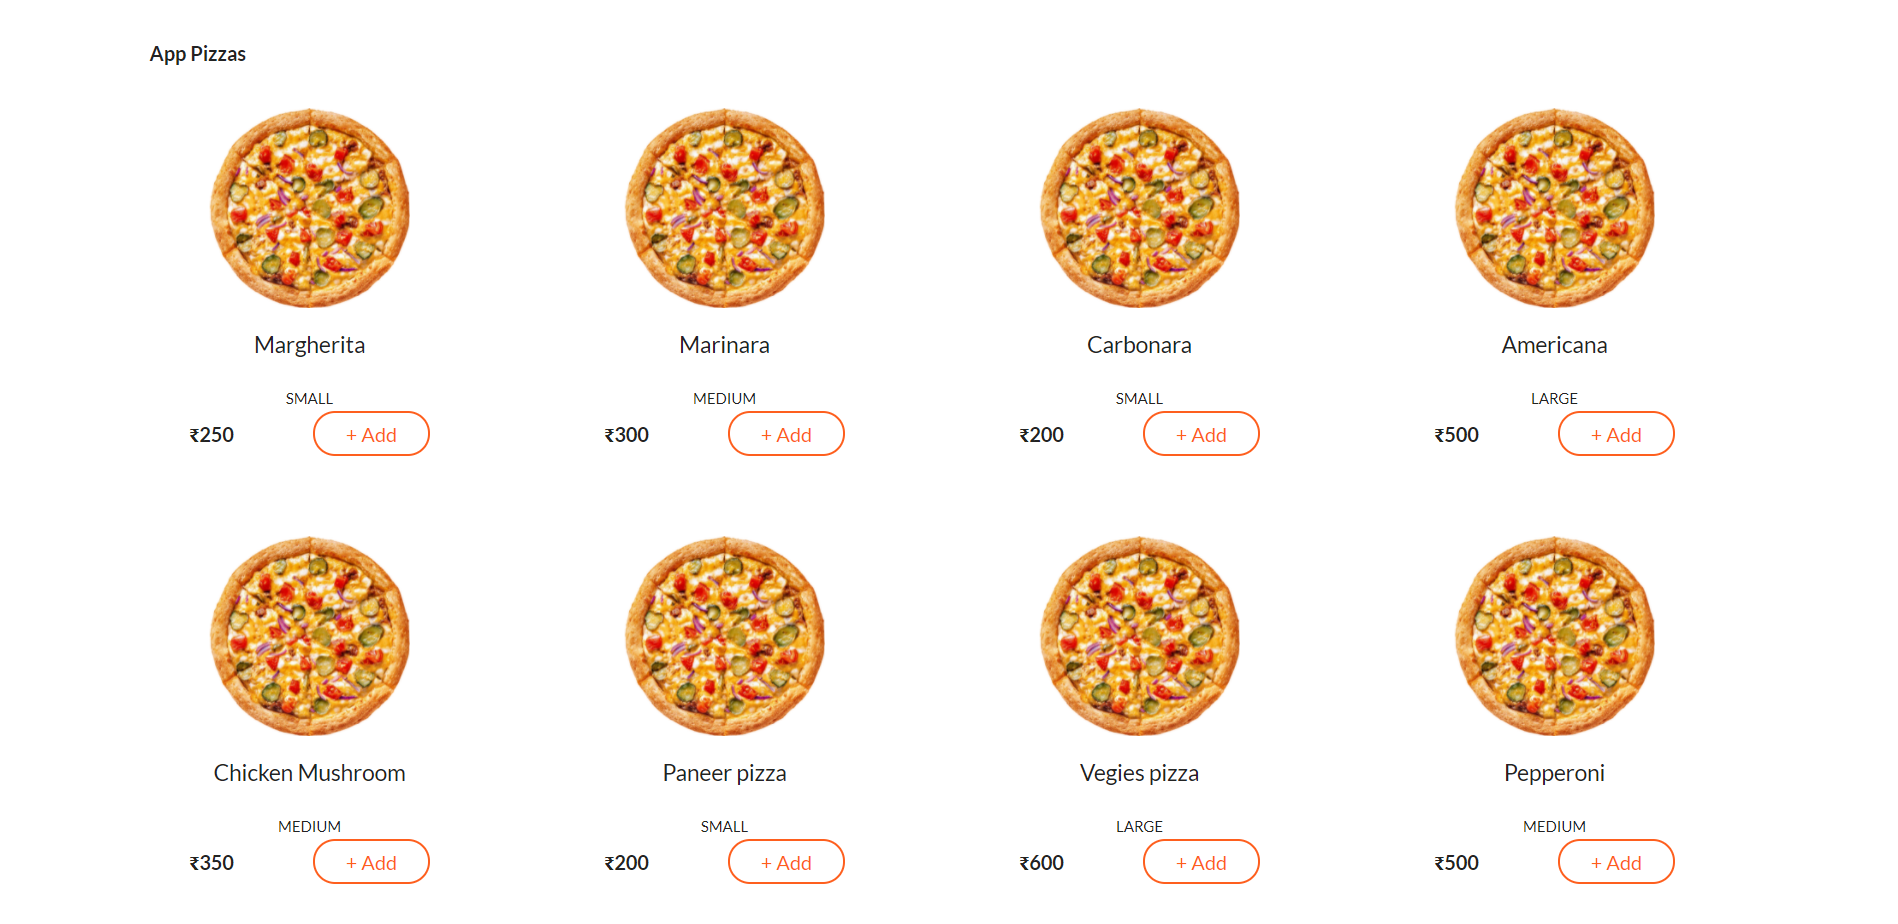 App Pizzas
Margherita
SMALL
₹250
+ Add
Marinara
MEDIUM
₹300
+ Add
Carbonara
SMALL
₹200
+ Add
Americana
LARGE
₹500
+ Add
Chicken Mushroom
MEDIUM
₹350
+ Add
Paneer pizza
SMALL
₹200
+ Add
Vegies pizza
LARGE
₹600
+ Add
Pepperoni
MEDIUM
₹500
+ Add